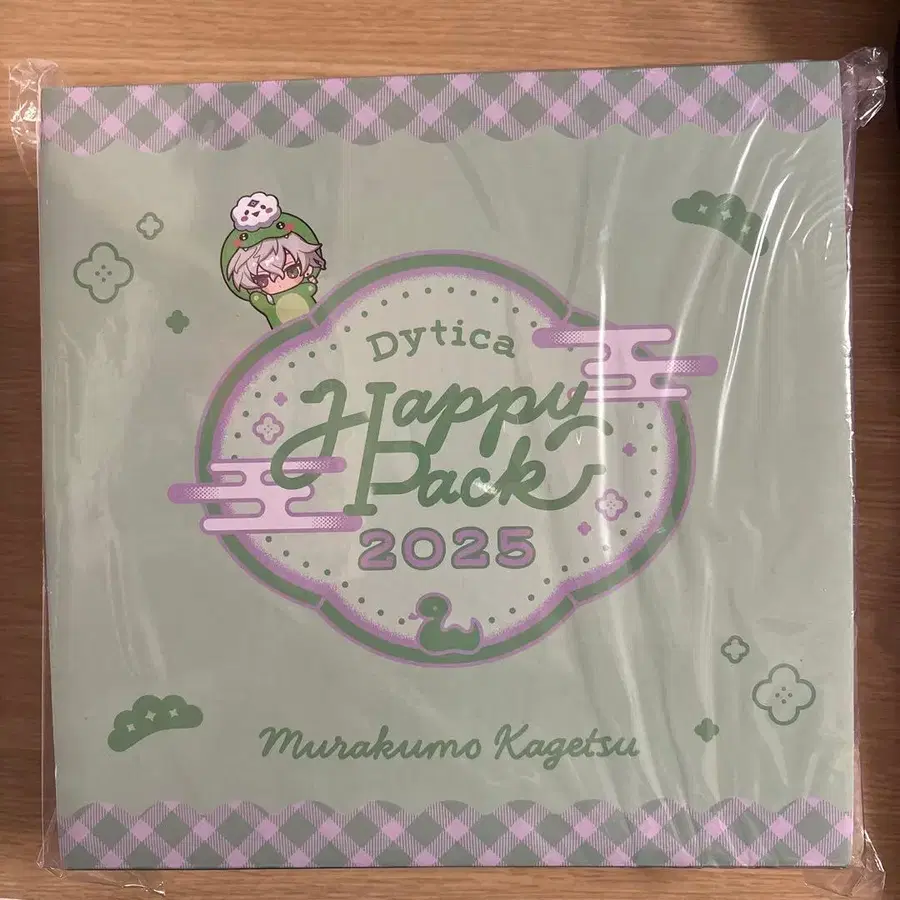 Dytica
Happy
Pack
2025
Murakumo Kagetsu